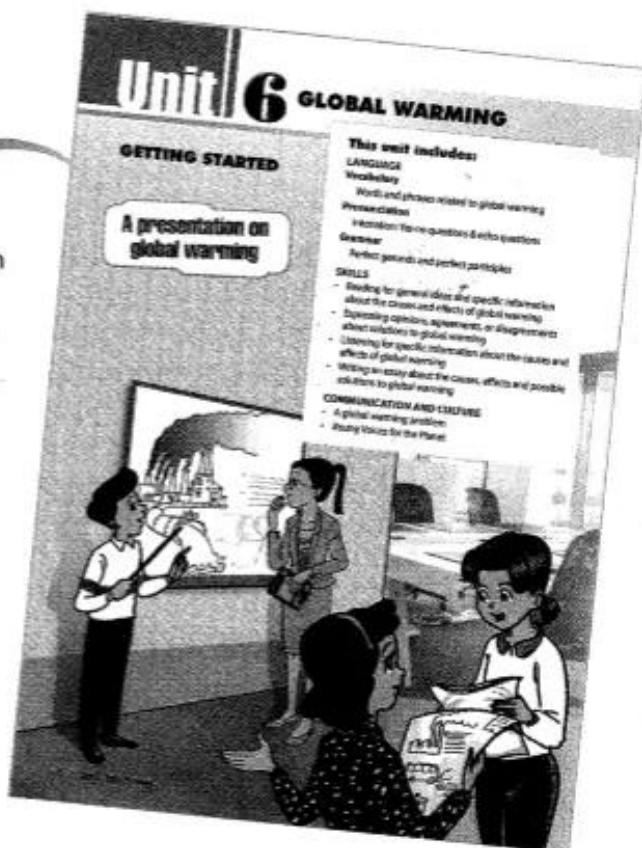 Unit 6 GLOBAL WARMING
GETTING STARTED
A presentation on
global warming
This unit includes:
LANGUAGE
Vocabulary
Words and phrases related to global warming
Pronunciation
Intonation: Yes-no questions & echo questions
Grammar
Perfect gerunds and perfect participles
SKILLS
- Reading for general ideas and specific information
about the causes and effects of global warming
- Expressing opinions, agreements, or disagreements
about solutions to global warming
- Listening for specific information about the causes and
effects of global warming
- Writing an essay about the causes, effects and possible
solutions to global warming
COMMUNICATION AND CULTURE
- A global warming problem
- Young Voices for the Planet